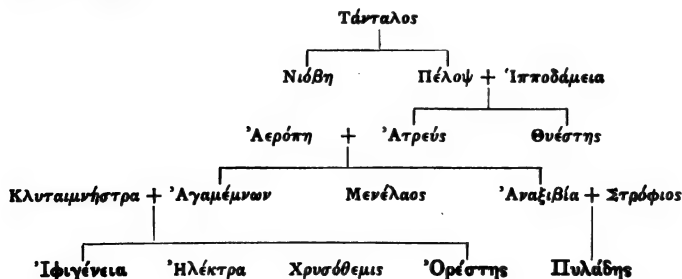 Τάνταλος
Νιόβη Πέλοψ + Ἱπποδάμεια
Ἀερόπη + Ἀτρεύς Θυέστης
Κλυταιμνήστρα + Ἀγαμέμνων Μενέλαος Ἀναξιβία + Στρόφιος
Ἰφιγένεια Ἠλέκτρα Χρυσόθεμις Ὀρέστης Πυλάδης